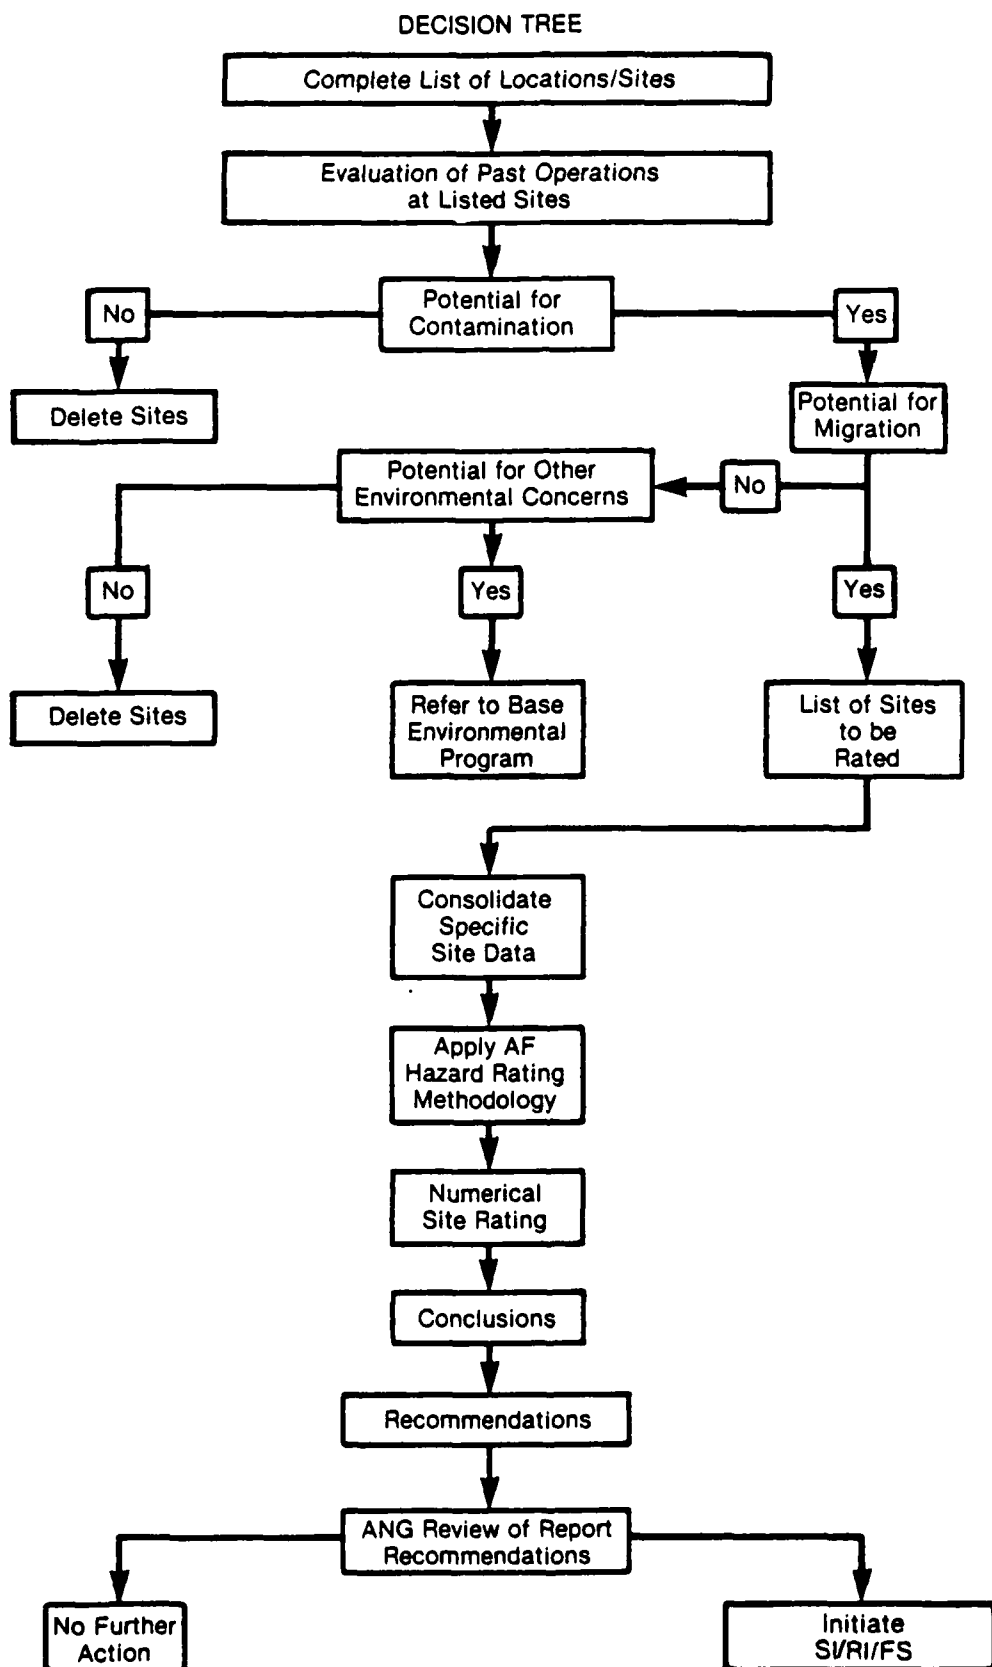 DECISION TREE
Complete List of Locations/Sites
Evaluation of Past Operations
at Listed Sites
No
Potential for
Contamination
Yes
Delete Sites
Potential for
Migration
Potential for Other
Environmental Concerns
No
No
Yes
Yes
Delete Sites
Refer to Base
Environmental
Program
List of Sites
to be
Rated
Consolidate
Specific
Site Data
Apply AF
Hazard Rating
Methodology
Numerical
Site Rating
Conclusions
Recommendations
ANG Review of Report
Recommendations
No Further
Action
Initiate
SI/RI/FS